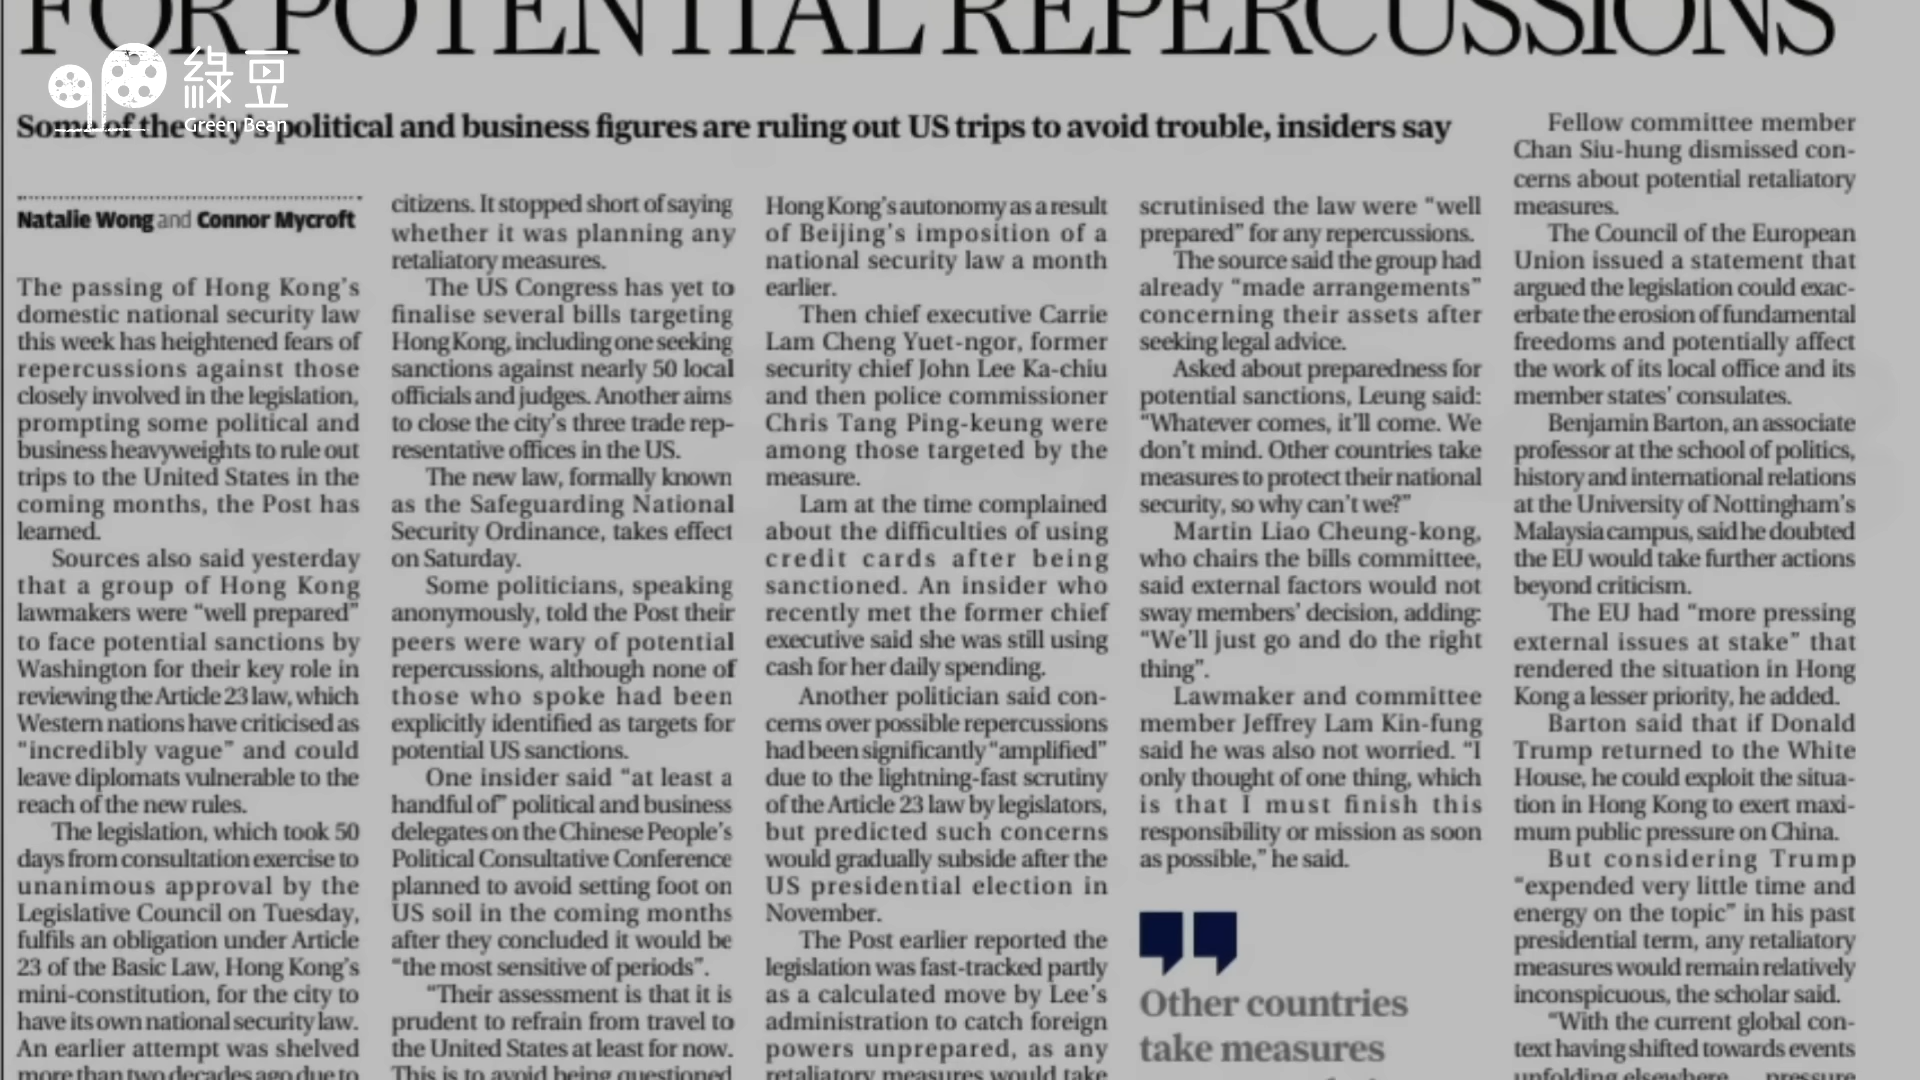 FOR POTENTIAL REPERCUSSIONS
綠豆
Green Bean
Some of the city's political and business figures are ruling out US trips to avoid trouble, insiders say
Natalie Wong and Connor Mycroft
The passing of Hong Kong's
domestic national security law
this week has heightened fears of
repercussions against those
closely involved in the legislation,
prompting some political and
business heavyweights to rule out
trips to the United States in the
coming months, the Post has
learned.
Sources also said yesterday
that a group of Hong Kong
lawmakers were “well prepared”
to face potential sanctions by
Washington for their key role in
reviewing the Article 23 law, which
Western nations have criticised as
“incredibly vague” and could
leave diplomats vulnerable to the
reach of the new rules.
The legislation, which took 50
days from consultation exercise to
unanimous approval by the
Legislative Council on Tuesday,
fulfils an obligation under Article
23 of the Basic Law, Hong Kong's
mini-constitution, for the city to
have its own national security law.
An earlier attempt was shelved
more than two decades ago due to
citizens. It stopped short of saying
whether it was planning any
retaliatory measures.
The US Congress has yet to
finalise several bills targeting
Hong Kong, including one seeking
sanctions against nearly 50 local
officials and judges. Another aims
to close the city's three trade rep-
resentative offices in the US.
The new law, formally known
as the Safeguarding National
Security Ordinance, takes effect
on Saturday.
Some politicians, speaking
anonymously, told the Post their
peers were wary of potential
repercussions, although none of
those who spoke had been
explicitly identified as targets for
potential US sanctions.
One insider said “at least a
handful of” political and business
delegates on the Chinese People's
Political Consultative Conference
planned to avoid setting foot on
US soil in the coming months
after they concluded it would be
“the most sensitive of periods”.
“Their assessment is that it is
prudent to refrain from travel to
the United States at least for now.
This is to avoid being questioned
Hong Kong's autonomy as a result
of Beijing's imposition of a
national security law a month
earlier.
Then chief executive Carrie
Lam Cheng Yuet-ngor, former
security chief John Lee Ka-chiu
and then police commissioner
Chris Tang Ping-keung were
among those targeted by the
measure.
Lam at the time complained
about the difficulties of using
credit cards after being
sanctioned. An insider who
recently met the former chief
executive said she was still using
cash for her daily spending.
Another politician said con-
cerns over possible repercussions
had been significantly “amplified”
due to the lightning-fast scrutiny
of the Article 23 law by legislators,
but predicted such concerns
would gradually subside after the
US presidential election in
November.
The Post earlier reported the
legislation was fast-tracked partly
as a calculated move by Lee's
administration to catch foreign
powers unprepared, as any
retaliatory measures would take
scrutinised the law were “well
prepared” for any repercussions.
The source said the group had
already “made arrangements”
concerning their assets after
seeking legal advice.
Asked about preparedness for
potential sanctions, Leung said:
“Whatever comes, it'll come. We
don't mind. Other countries take
measures to protect their national
security, so why can't we?”
Martin Liao Cheung-kong,
who chairs the bills committee,
said external factors would not
sway members' decision, adding:
“We'll just go and do the right
thing”.
Lawmaker and committee
member Jeffrey Lam Kin-fung
said he was also not worried. “I
only thought of one thing, which
is that I must finish this
responsibility or mission as soon
as possible,” he said.
Other countries
take measures
Fellow committee member
Chan Siu-hung dismissed con-
cerns about potential retaliatory
measures.
The Council of the European
Union issued a statement that
argued the legislation could exac-
erbate the erosion of fundamental
freedoms and potentially affect
the work of its local office and its
member states' consulates.
Benjamin Barton, an associate
professor at the school of politics,
history and international relations
at the University of Nottingham's
Malaysia campus, said he doubted
the EU would take further actions
beyond criticism.
The EU had “more pressing
external issues at stake” that
rendered the situation in Hong
Kong a lesser priority, he added.
Barton said that if Donald
Trump returned to the White
House, he could exploit the situa-
tion in Hong Kong to exert maxi-
mum public pressure on China.
But considering Trump
“expended very little time and
energy on the topic” in his past
presidential term, any retaliatory
measures would remain relatively
inconspicuous, the scholar said.
“With the current global con-
text having shifted towards events
unfolding elsewhere pressure